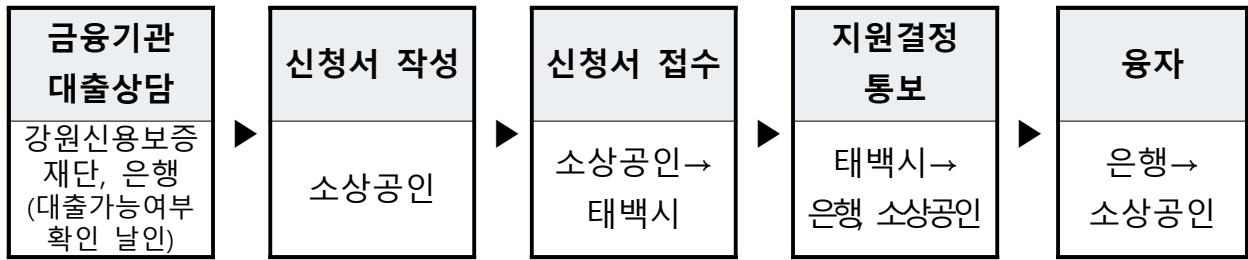 금융기관
대출상담
강원신용보증
재단, 은행
(대출가능여부
확인 날인)
▶
신청서 작성
소상공인
▶
신청서 접수
소상공인→
태백시
▶
지원결정
통보
태백시→
은행, 소상공인
▶
융자
은행→
소상공인